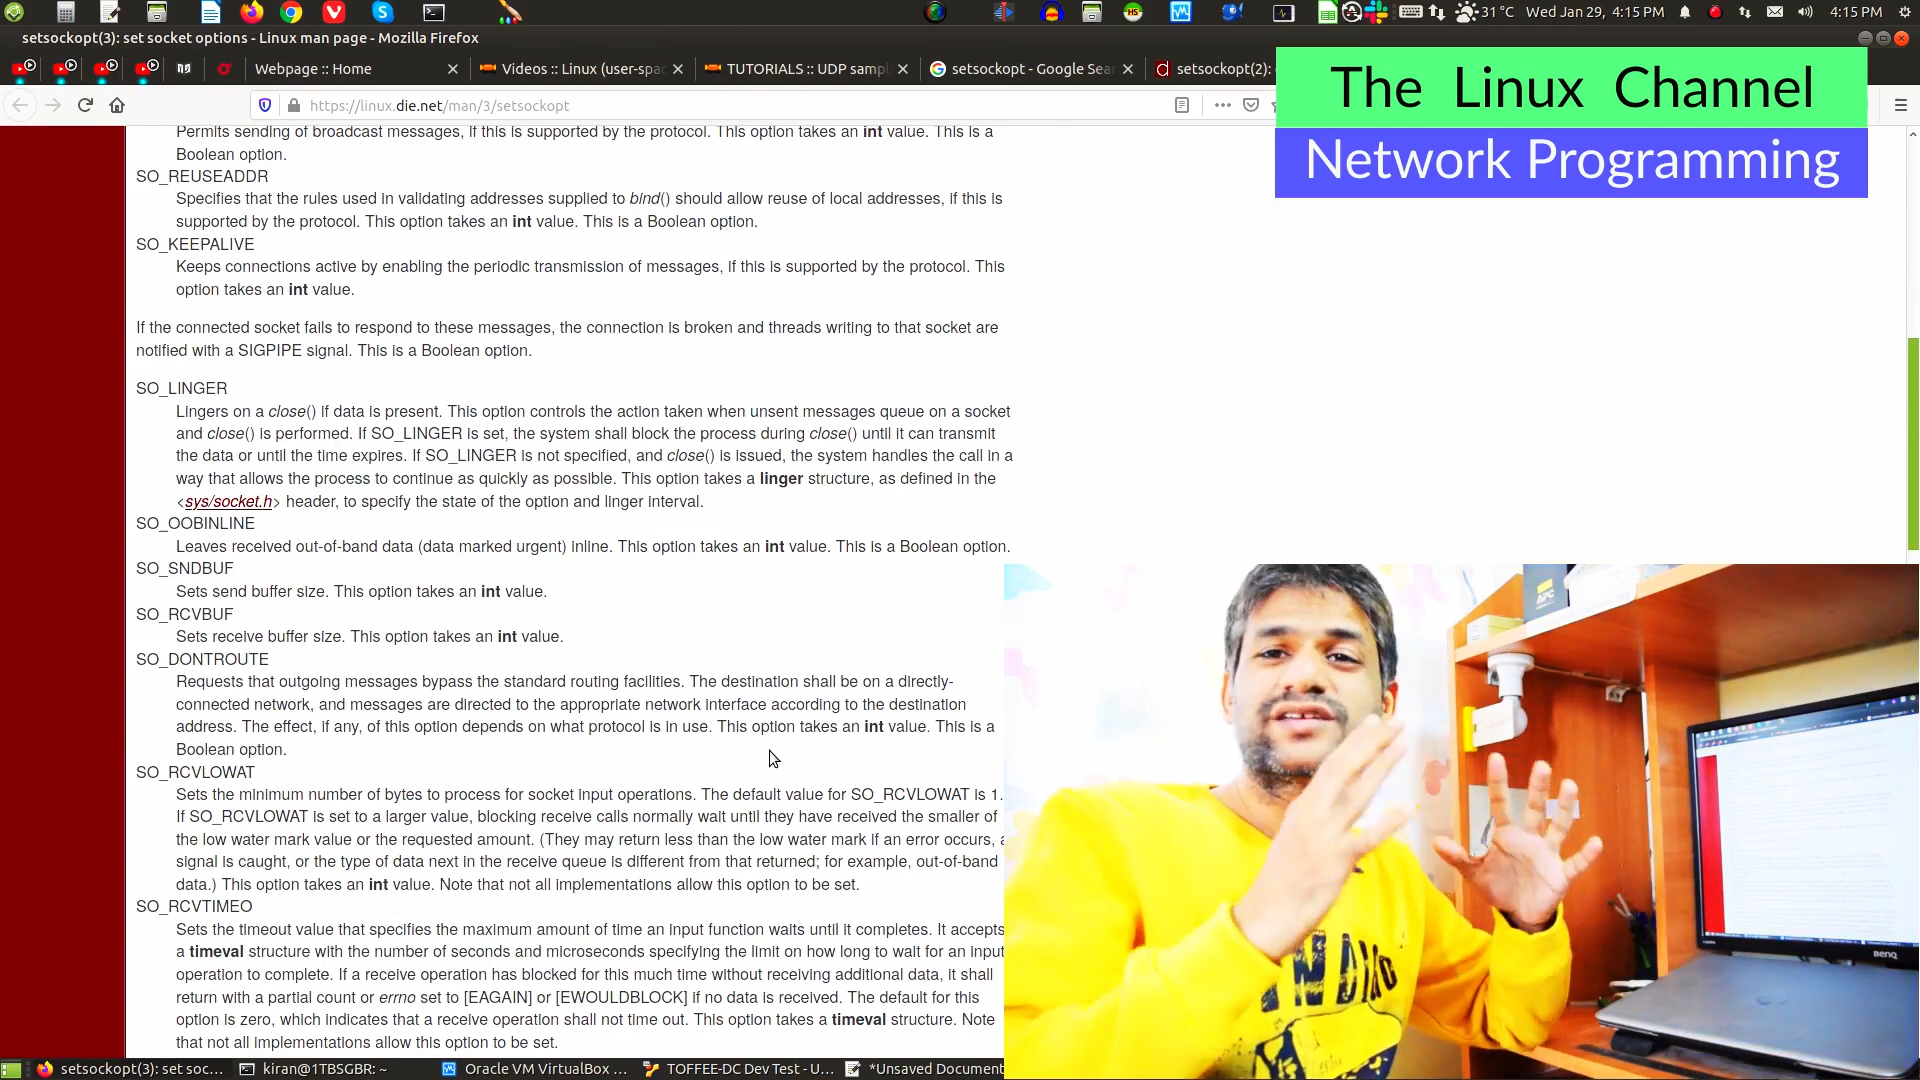 31 °C Wed Jan 29, 4:15 PM 4:15 PM
setsockopt(3): set socket options - Linux man page - Mozilla Firefox
Webpage :: Home
Videos :: Linux (user-spac
TUTORIALS :: UDP sampl
setsockopt - Google Sea
setsockopt(2):
https://linux.die.net/man/3/setsockopt
The Linux Channel
Network Programming
Permits sending of broadcast messages, if this is supported by the protocol. This option takes an int value. This is a
Boolean option.
SO_REUSEADDR
Specifies that the rules used in validating addresses supplied to bind() should allow reuse of local addresses, if this is
supported by the protocol. This option takes an int value. This is a Boolean option.
SO_KEEPALIVE
Keeps connections active by enabling the periodic transmission of messages, if this is supported by the protocol. This
option takes an int value.
If the connected socket fails to respond to these messages, the connection is broken and threads writing to that socket are
notified with a SIGPIPE signal. This is a Boolean option.
SO_LINGER
Lingers on a close() if data is present. This option controls the action taken when unsent messages queue on a socket
and close() is performed. If SO_LINGER is set, the system shall block the process during close() until it can transmit
the data or until the time expires. If SO_LINGER is not specified, and close() is issued, the system handles the call in a
way that allows the process to continue as quickly as possible. This option takes a linger structure, as defined in the
<sys/socket.h> header, to specify the state of the option and linger interval.
SO_OOBINLINE
Leaves received out-of-band data (data marked urgent) inline. This option takes an int value. This is a Boolean option.
SO_SNDBUF
Sets send buffer size. This option takes an int value.
SO_RCVBUF
Sets receive buffer size. This option takes an int value.
SO_DONTROUTE
Requests that outgoing messages bypass the standard routing facilities. The destination shall be on a directly-
connected network, and messages are directed to the appropriate network interface according to the destination
address. The effect, if any, of this option depends on what protocol is in use. This option takes an int value. This is a
Boolean option.
SO_RCVLOWAT
Sets the minimum number of bytes to process for socket input operations. The default value for SO_RCVLOWAT is 1.
If SO_RCVLOWAT is set to a larger value, blocking receive calls normally wait until they have received the smaller of
the low water mark value or the requested amount. (They may return less than the low water mark if an error occurs, a
signal is caught, or the type of data next in the receive queue is different from that returned; for example, out-of-band
data.) This option takes an int value. Note that not all implementations allow this option to be set.
SO_RCVTIMEO
Sets the timeout value that specifies the maximum amount of time an input function waits until it completes. It accepts
a timeval structure with the number of seconds and microseconds specifying the limit on how long to wait for an input
operation to complete. If a receive operation has blocked for this much time without receiving additional data, it shall
return with a partial count or errno set to [EAGAIN] or [EWOULDBLOCK] if no data is received. The default for this
option is zero, which indicates that a receive operation shall not time out. This option takes a timeval structure. Note
that not all implementations allow this option to be set.
APC
BenQ
setsockopt(3): set soc...
kiran@1TBSGBR: ~
Oracle VM VirtualBox ...
TOFFEE-DC Dev Test - U...
*Unsaved Document